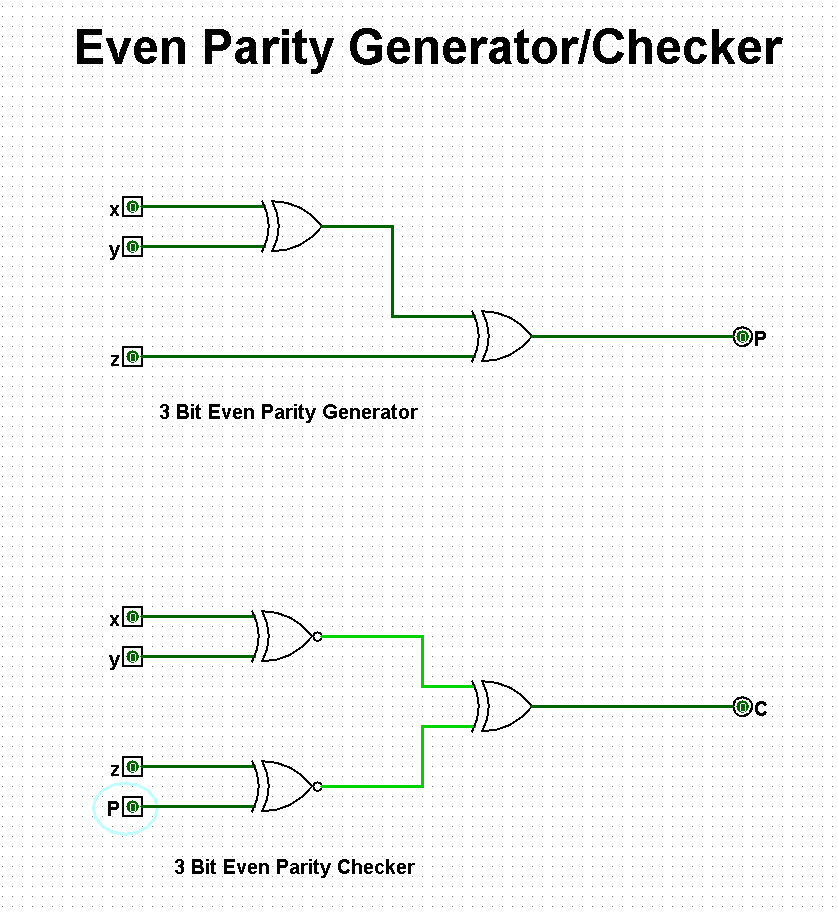 Even Parity Generator/Checker
x 0
y 0
z 0
0 P
3 Bit Even Parity Generator
x 0
y 0
z 0
P 0
0 C
3 Bit Even Parity Checker